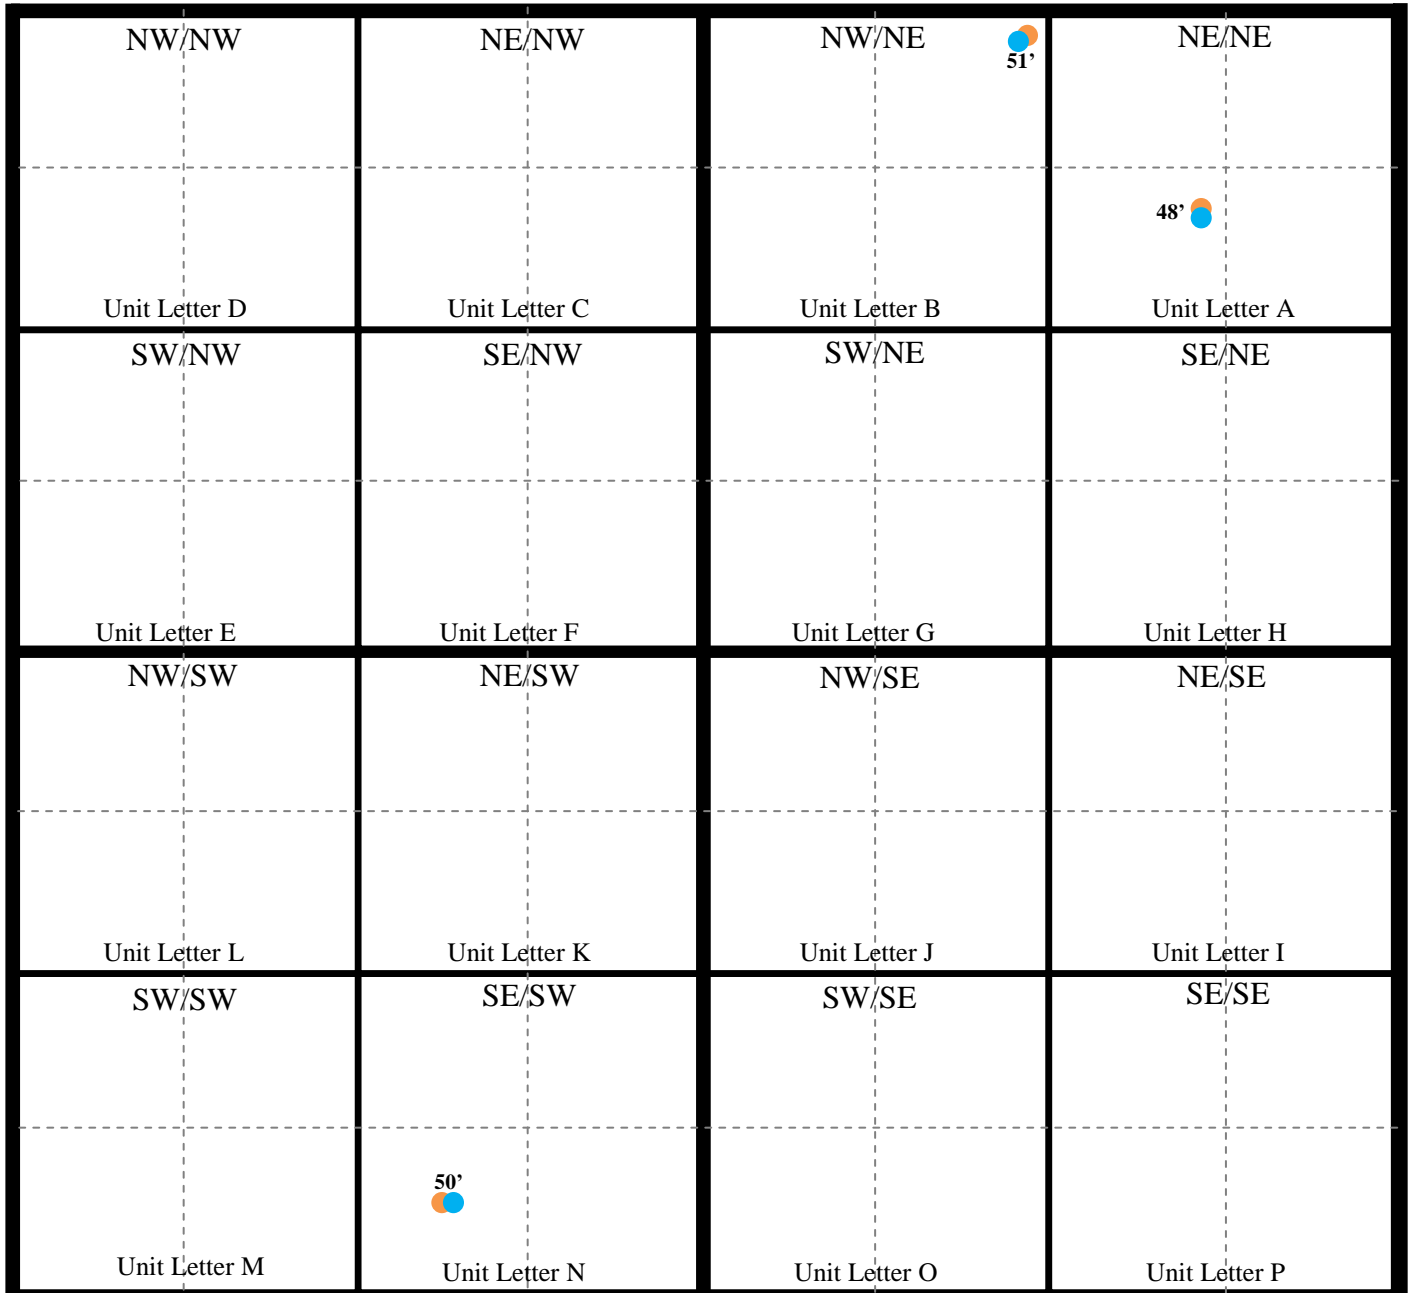 NW/NW
NE/NW
NW/NE
NE/NE
51’
48’
Unit Letter D
Unit Letter C
Unit Letter B
Unit Letter A
SW/NW
SE/NW
SW/NE
SE/NE
Unit Letter E
Unit Letter F
Unit Letter G
Unit Letter H
NW/SW
NE/SW
NW/SE
NE/SE
Unit Letter L
Unit Letter K
Unit Letter J
Unit Letter I
SW/SW
SE/SW
SW/SE
SE/SE
50’
Unit Letter M
Unit Letter N
Unit Letter O
Unit Letter P